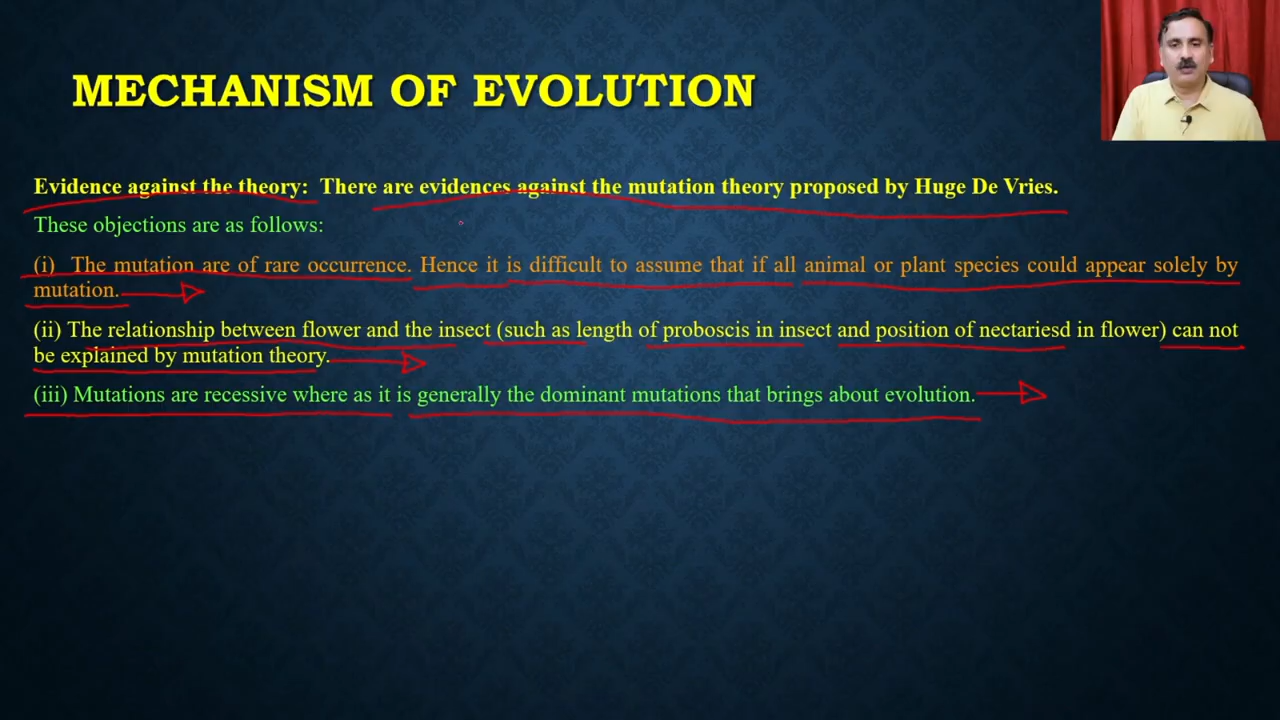 MECHANISM OF EVOLUTION
Evidence against the theory: There are evidences against the mutation theory proposed by Huge De Vries.
These objections are as follows:
(i) The mutation are of rare occurrence. Hence it is difficult to assume that if all animal or plant species could appear solely by
mutation.
(ii) The relationship between flower and the insect (such as length of proboscis in insect and position of nectariesd in flower) can not
be explained by mutation theory.
(iii) Mutations are recessive where as it is generally the dominant mutations that brings about evolution.